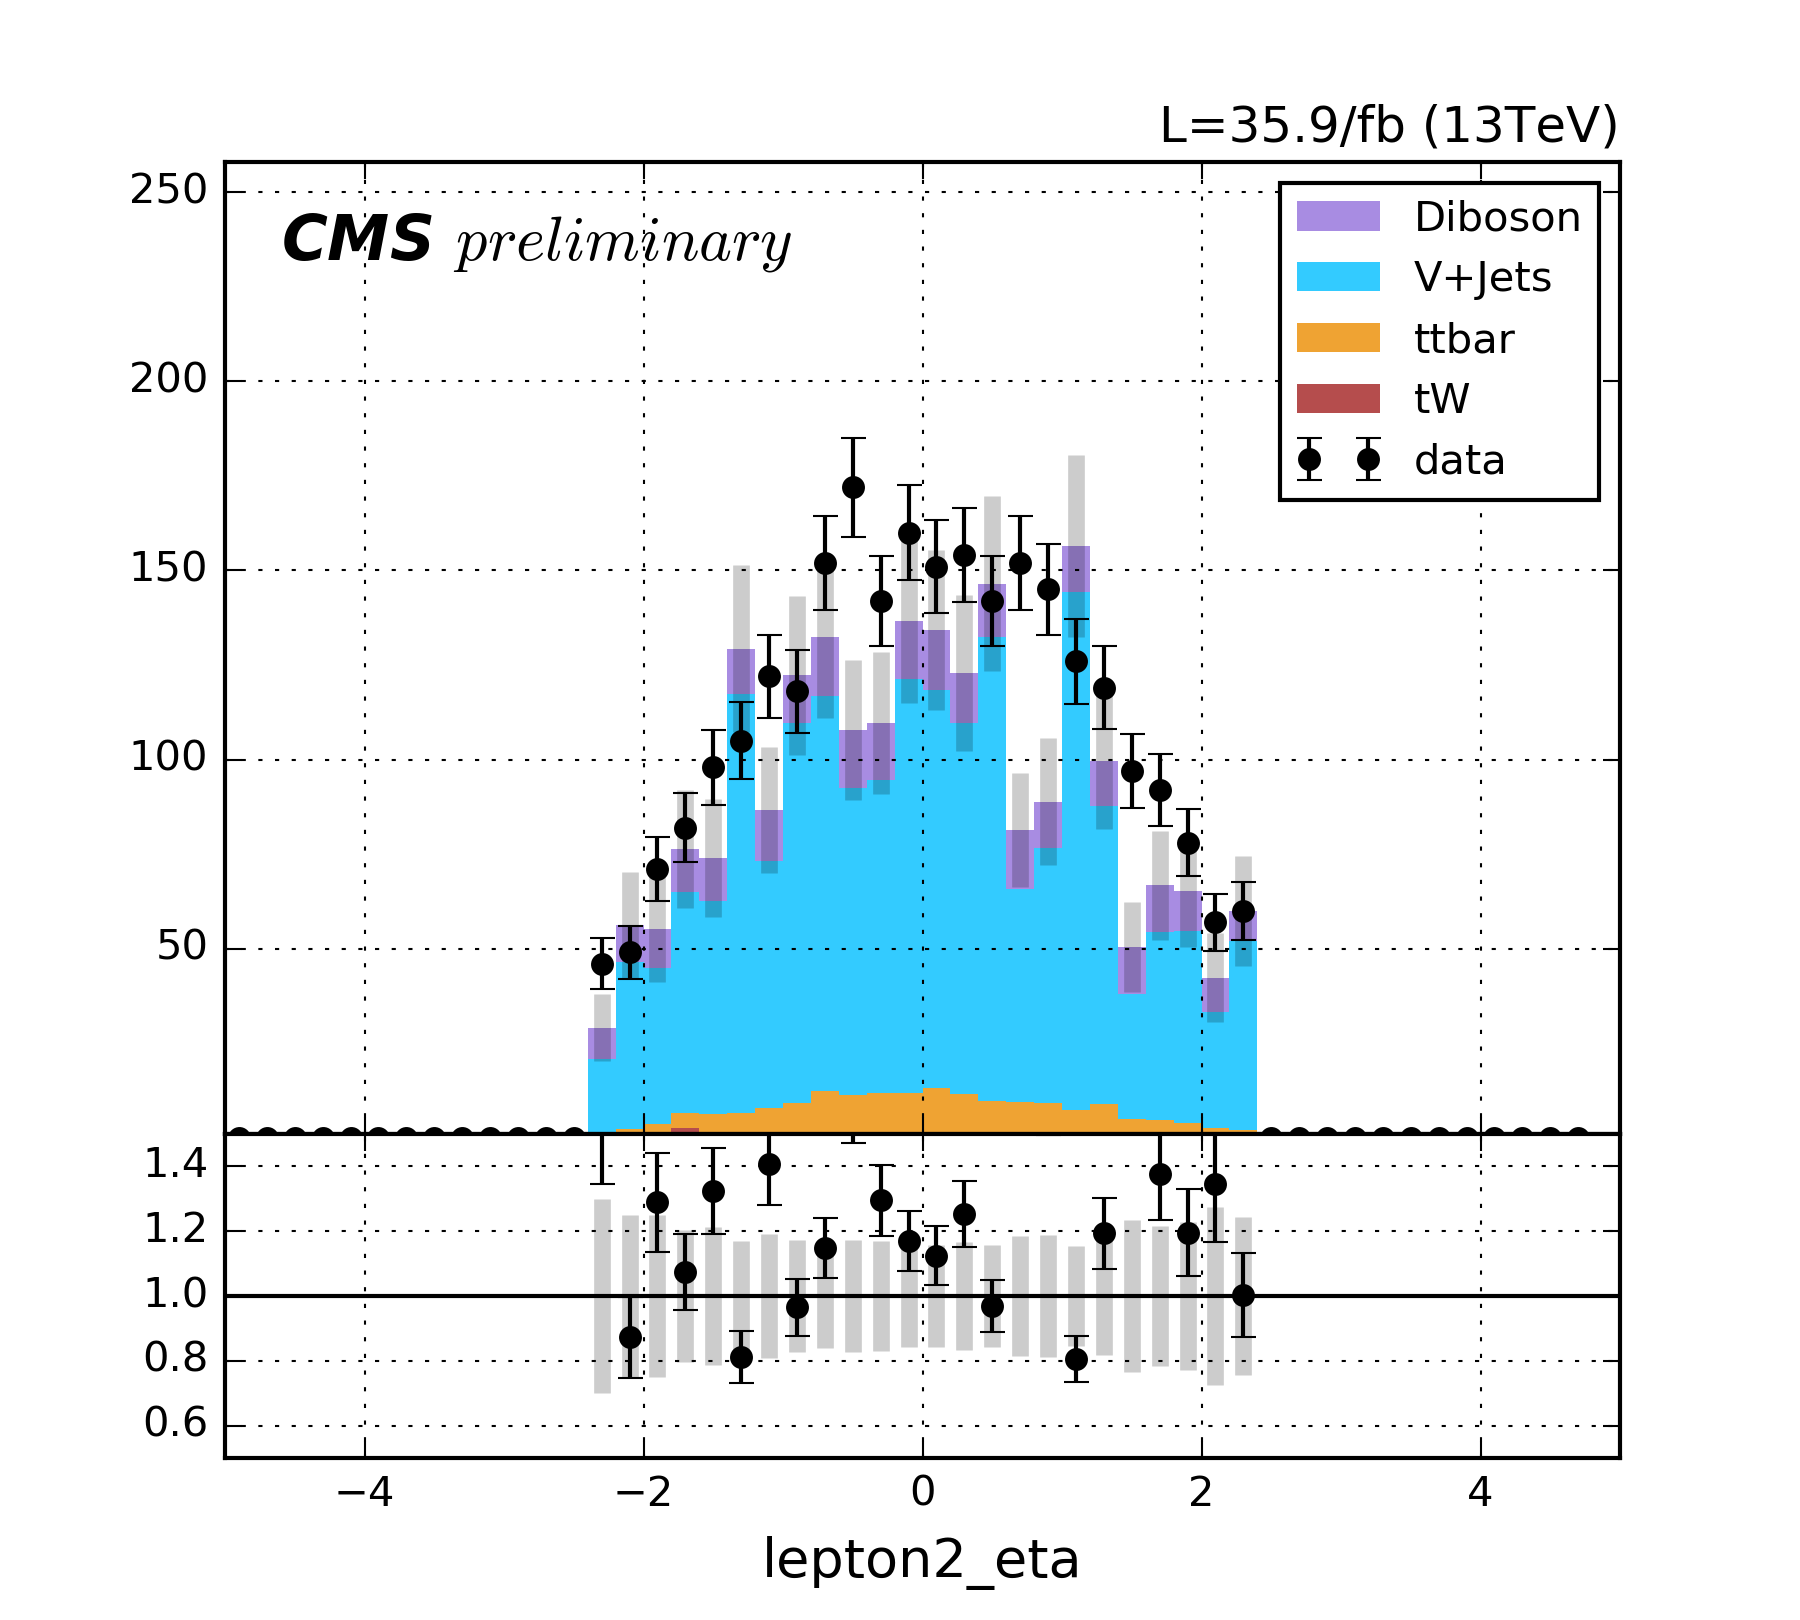 L=35.9/fb (13TeV)
CMS preliminary
250
200
150
100
50
Diboson
V+Jets
ttbar
tW
data
1.4
1.2
1.0
0.8
0.6
−4
−2
0
2
4
lepton2_eta